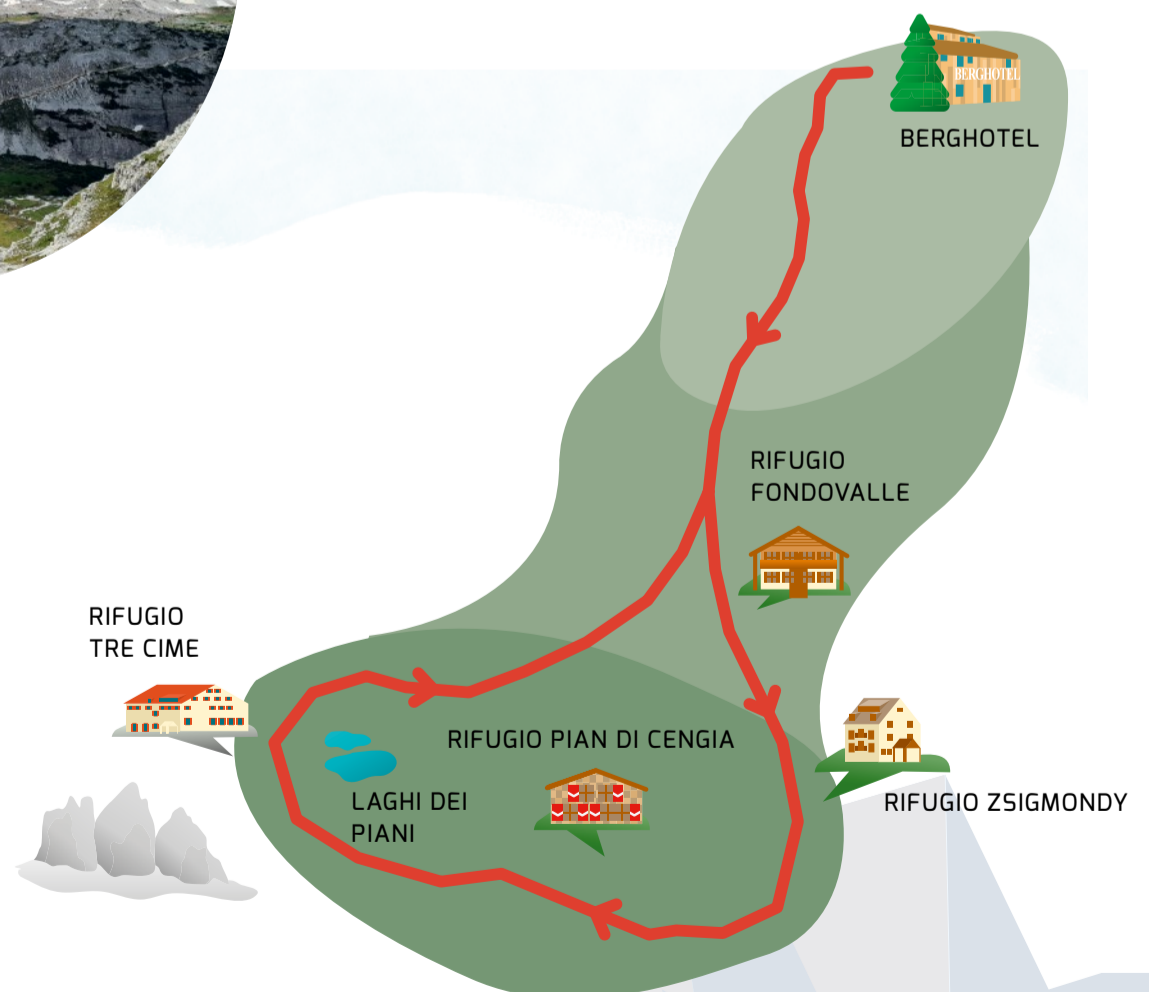 BERGHOTEL
BERGHOTEL
RIFUGIO
FONDOVALLE
RIFUGIO
TRE CIME
RIFUGIO PIAN DI CENGIA
LAGHI DEI
PIANI
RIFUGIO ZSIGMONDY